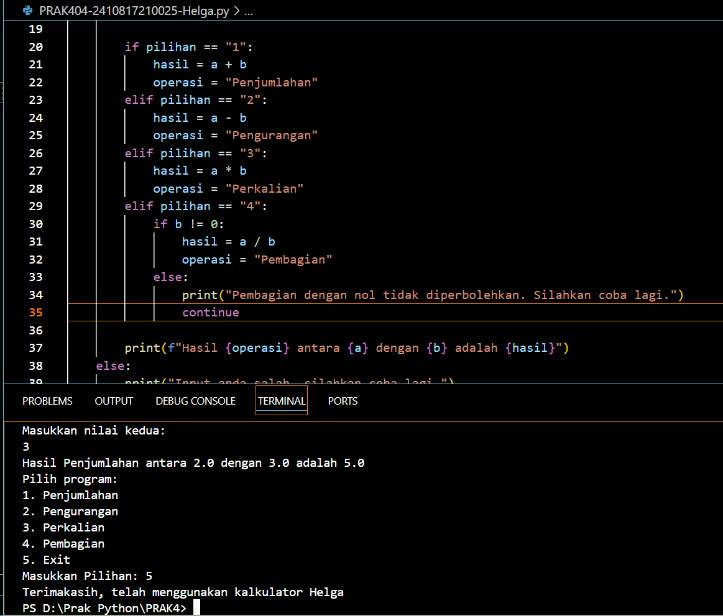 PRAK404-2410817210025-Helga.py > ...
19
20 if pilihan == "1":
21 hasil = a + b
22 operasi = "Penjumlahan"
23 elif pilihan == "2":
24 hasil = a - b
25 operasi = "Pengurangan"
26 elif pilihan == "3":
27 hasil = a * b
28 operasi = "Perkalian"
29 elif pilihan == "4":
30 if b != 0:
31 hasil = a / b
32 operasi = "Pembagian"
33 else:
34 print("Pembagian dengan nol tidak diperbolehkan. Silahkan coba lagi.")
35 continue
36
37 print(f"Hasil {operasi} antara {a} dengan {b} adalah {hasil}")
38 else:
39 print("Input anda salah, silahkan coba lagi.")
PROBLEMS OUTPUT DEBUG CONSOLE TERMINAL PORTS
Masukkan nilai kedua:
3
Hasil Penjumlahan antara 2.0 dengan 3.0 adalah 5.0
Pilih program:
1. Penjumlahan
2. Pengurangan
3. Perkalian
4. Pembagian
5. Exit
Masukkan Pilihan: 5
Terimakasih, telah menggunakan kalkulator Helga
PS D:\Prak Python\PRAK4>